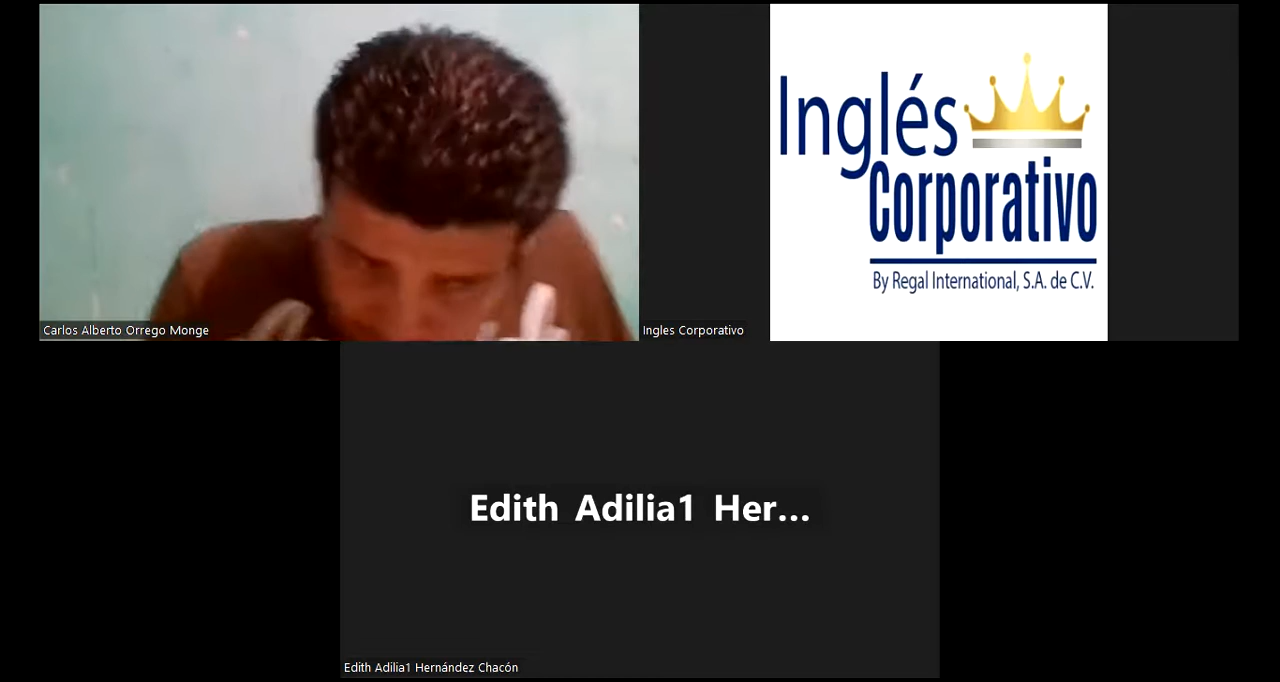 Inglés
Corporativo
By Regal International, S.A. de C.V.
Carlos Alberto Orrego Monge
Ingles Corporativo
Edith Adilia1 Her...
Edith Adilia1 Hernández Chacón